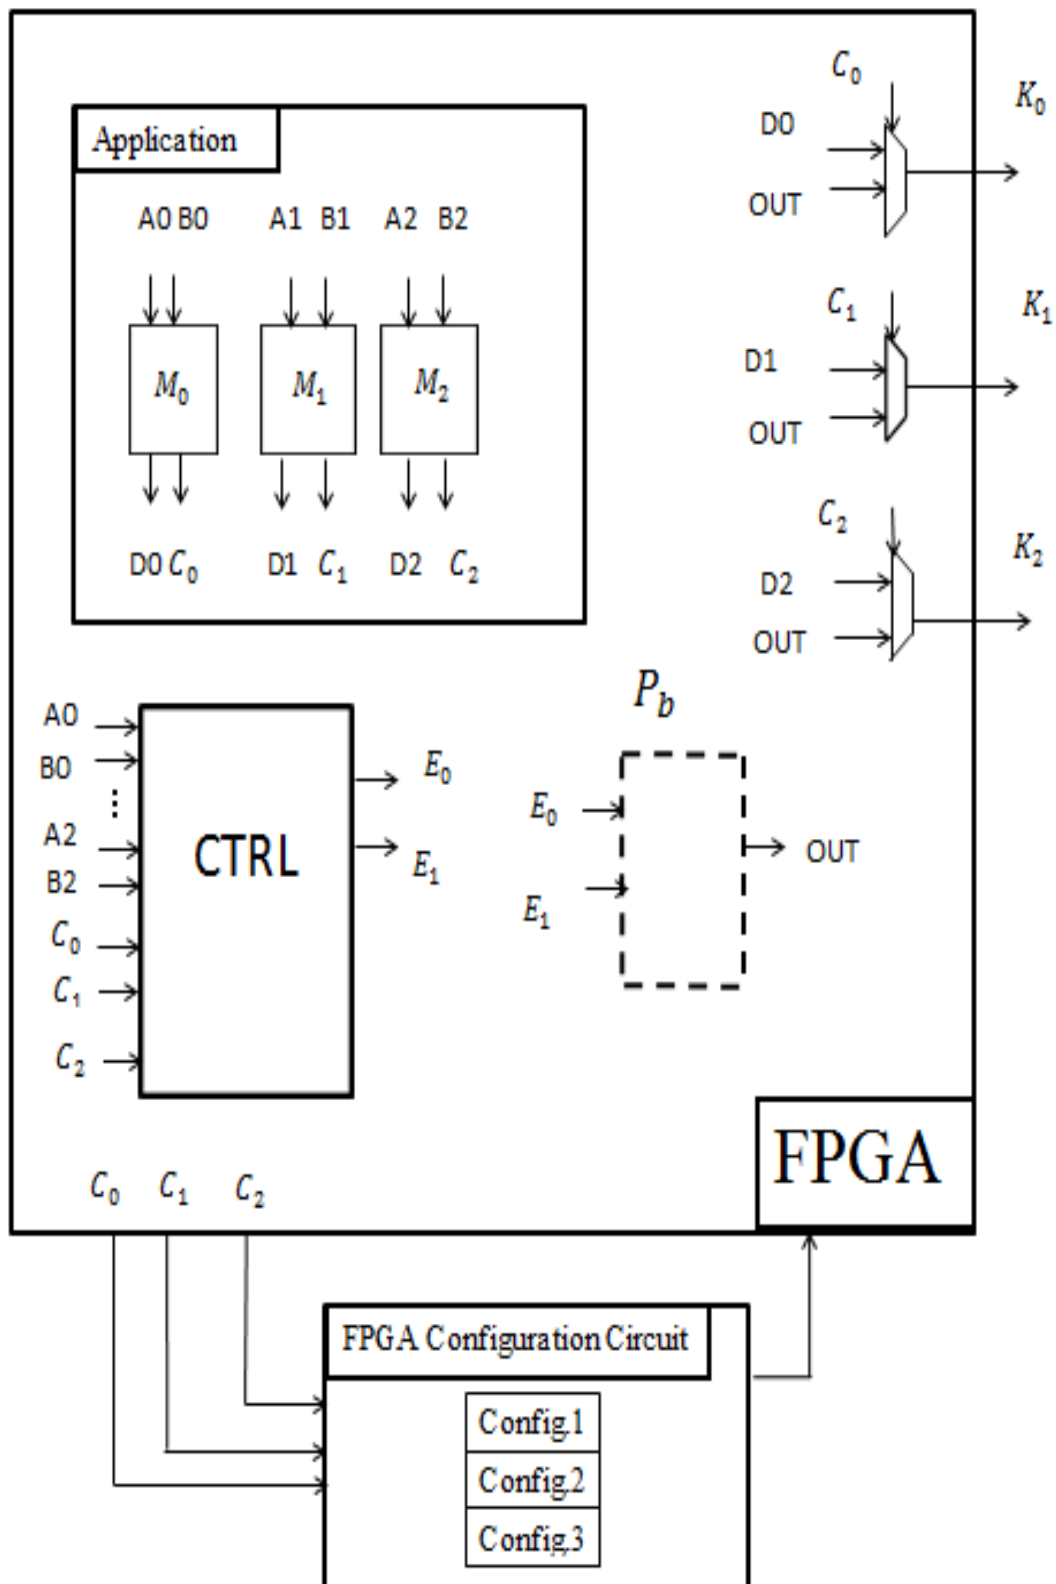 C₀
K₀
D0
OUT
Application
A0 B0 A1 B1 A2 B2
M₀ M₁ M₂
D0 C₀ D1 C₁ D2 C₂
C₁
K₁
D1
OUT
C₂
K₂
D2
OUT
A0
B0
⋮
A2
B2
C₀
C₁
C₂
CTRL
E₀
E₁
P_b
E₀
E₁
OUT
FPGA
C₀ C₁ C₂
FPGA Configuration Circuit
Config.1
Config.2
Config.3